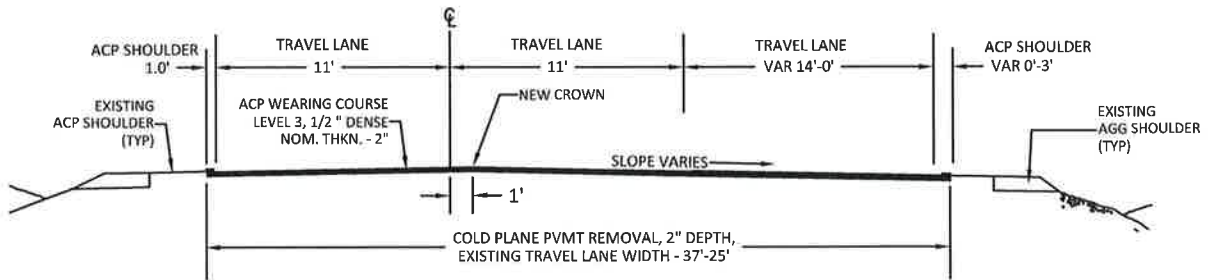 ℄
ACP SHOULDER
1.0'
TRAVEL LANE
11'
TRAVEL LANE
11'
TRAVEL LANE
VAR 14'-0'
ACP SHOULDER
VAR 0'-3'
EXISTING
ACP SHOULDER
(TYP)
ACP WEARING COURSE
LEVEL 3, 1/2 " DENSE
NOM. THKN. - 2"
NEW CROWN
SLOPE VARIES
EXISTING
AGG SHOULDER
(TYP)
1'
COLD PLANE PVMT REMOVAL, 2" DEPTH,
EXISTING TRAVEL LANE WIDTH - 37'-25'